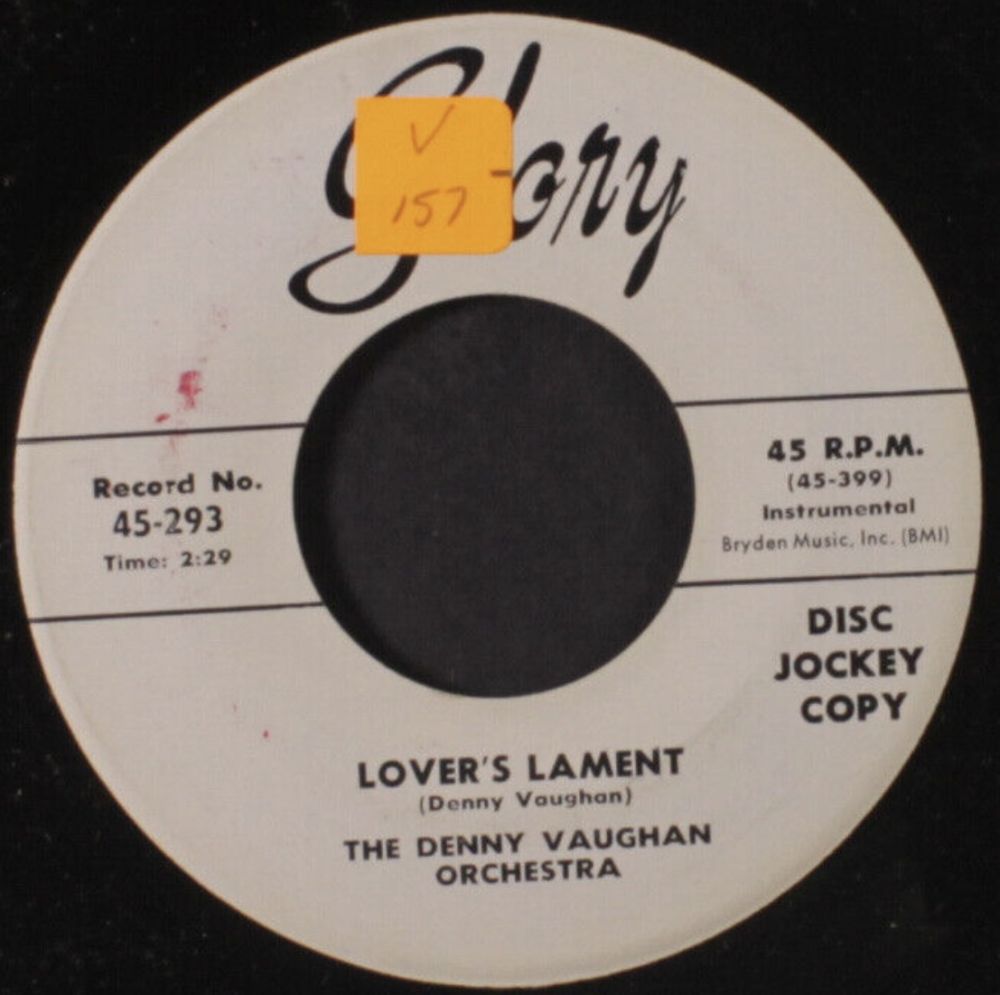 Glory
V
157
Record No.
45-293
Time: 2:29
45 R.P.M.
(45-399)
Instrumental
Bryden Music, Inc. (BMI)
DISC
JOCKEY
COPY
LOVER'S LAMENT
(Denny Vaughan)
THE DENNY VAUGHAN
ORCHESTRA